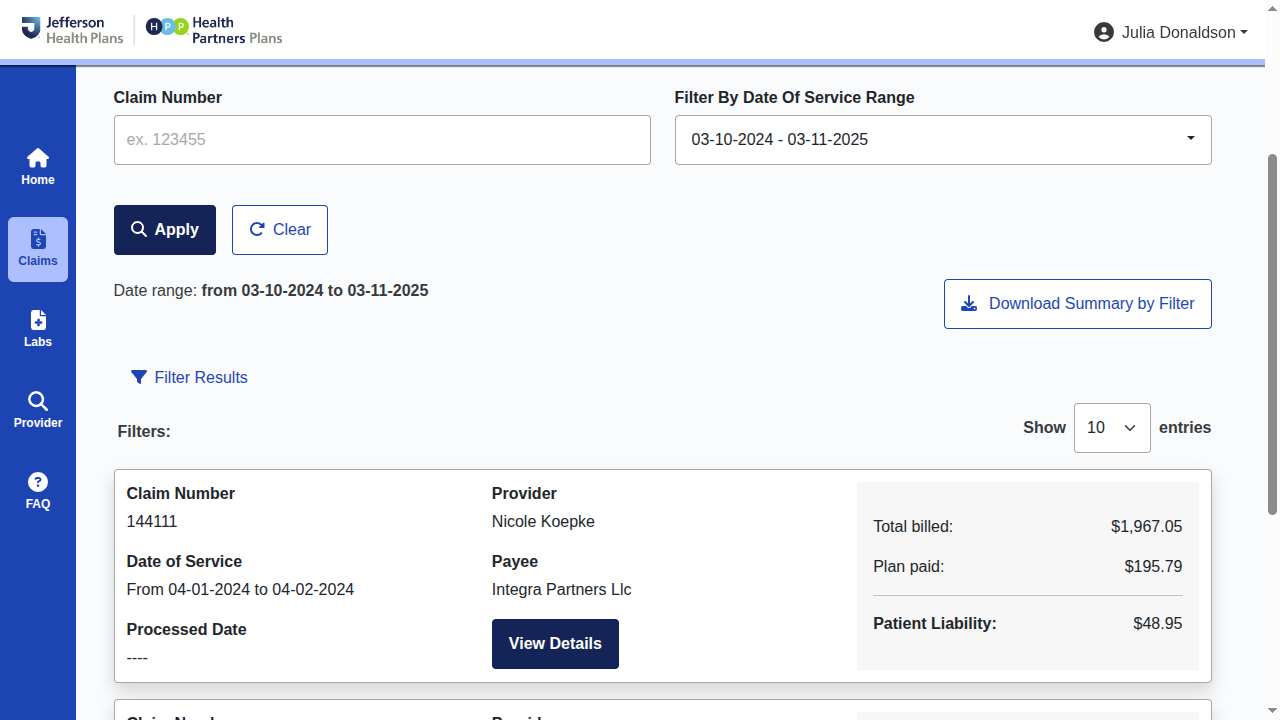 Jefferson
Health Plans
HPP Health
Partners Plans
Julia Donaldson
Home
Claims
Labs
Provider
FAQ
Claim Number
ex. 123455
Filter By Date Of Service Range
03-10-2024 - 03-11-2025
Apply
Clear
Date range: from 03-10-2024 to 03-11-2025
Download Summary by Filter
Filter Results
Filters:
Show 10 entries
Claim Number
144111
Date of Service
From 04-01-2024 to 04-02-2024
Processed Date
----
Provider
Nicole Koepke
Payee
Integra Partners Llc
View Details
Total billed: $1,967.05
Plan paid: $195.79
Patient Liability: $48.95